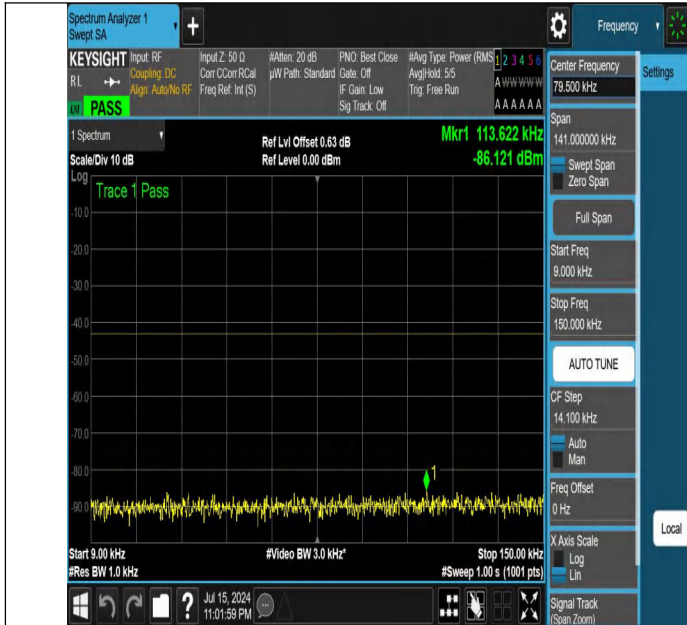 Spectrum Analyzer 1
Swept SA
+
Frequency
KEYSIGHT
RL
LXI
PASS
Input: RF
Coupling: DC
Align: Auto/No RF
Input Z: 50 Ω
Corr CCorr RCal
Freq Ref: Int (S)
#Atten: 20 dB
µW Path: Standard
PNO: Best Close
Gate: Off
IF Gain: Low
Sig Track: Off
#Avg Type: Power (RMS
Avg|Hold: 5/5
Trig: Free Run
1 2 3 4 5 6
A W W W W W
A A A A A A
1 Spectrum
Scale/Div 10 dB
Ref Lvl Offset 0.63 dB
Ref Level 0.00 dBm
Mkr1 113.622 kHz
-86.121 dBm
Log
Trace 1 Pass
-10.0
-20.0
-30.0
-40.0
-50.0
-60.0
-70.0
-80.0
-90.0
1
Start 9.00 kHz
#Res BW 1.0 kHz
#Video BW 3.0 kHz*
Stop 150.00 kHz
#Sweep 1.00 s (1001 pts)
?
Jul 15, 2024
11:01:59 PM
Center Frequency
79.500 kHz
Settings
Span
141.000000 kHz
Swept Span
Zero Span
Full Span
Start Freq
9.000 kHz
Stop Freq
150.000 kHz
AUTO TUNE
CF Step
14.100 kHz
Auto
Man
Freq Offset
0 Hz
X Axis Scale
Log
Lin
Local
Signal Track
(Span Zoom)